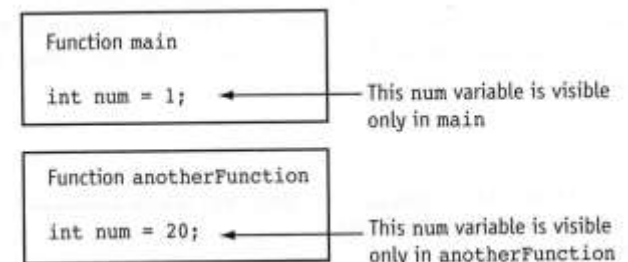 Function main
int num = 1;
This num variable is visible
only in main
Function anotherFunction
int num = 20;
This num variable is visible
only in anotherFunction